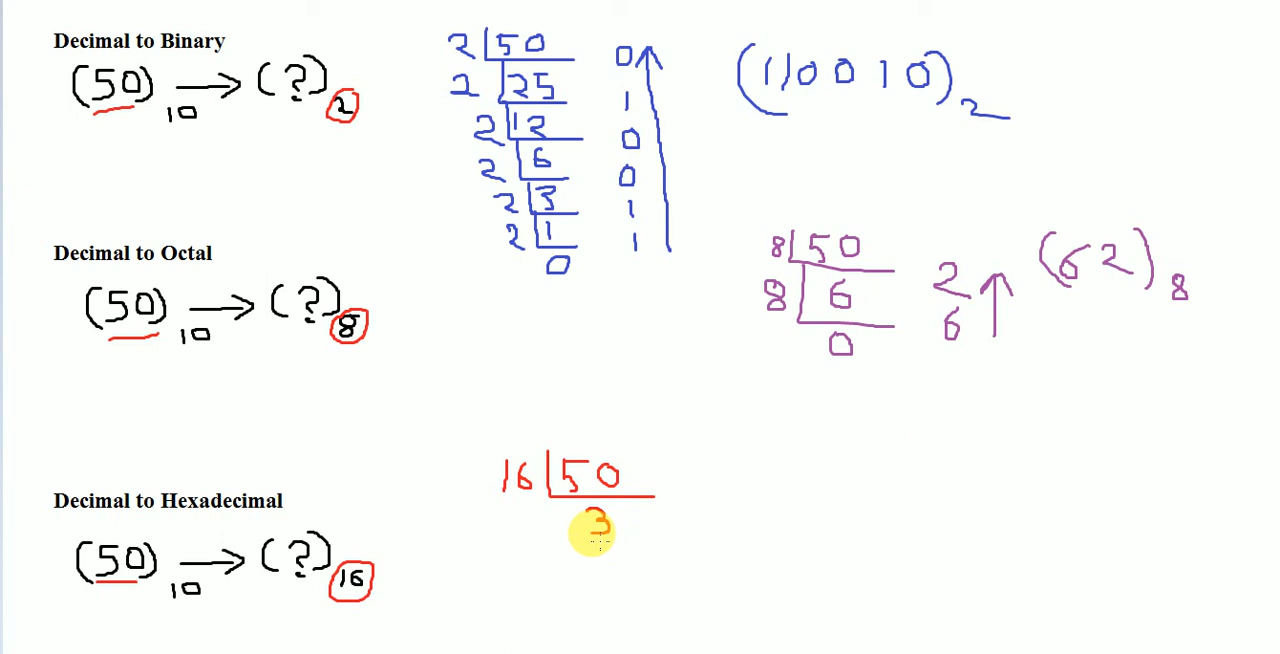 Decimal to Binary
(50)₁₀ → (?)₂
2 50 0
2 25 1
2 12 0
2 6 0
2 3 1
2 1 1
0
(110010)₂
Decimal to Octal
(50)₁₀ → (?)₈
8 50
8 6 2
0 6
(62)₈
Decimal to Hexadecimal
(50)₁₀ → (?)₁₆
16 50
3